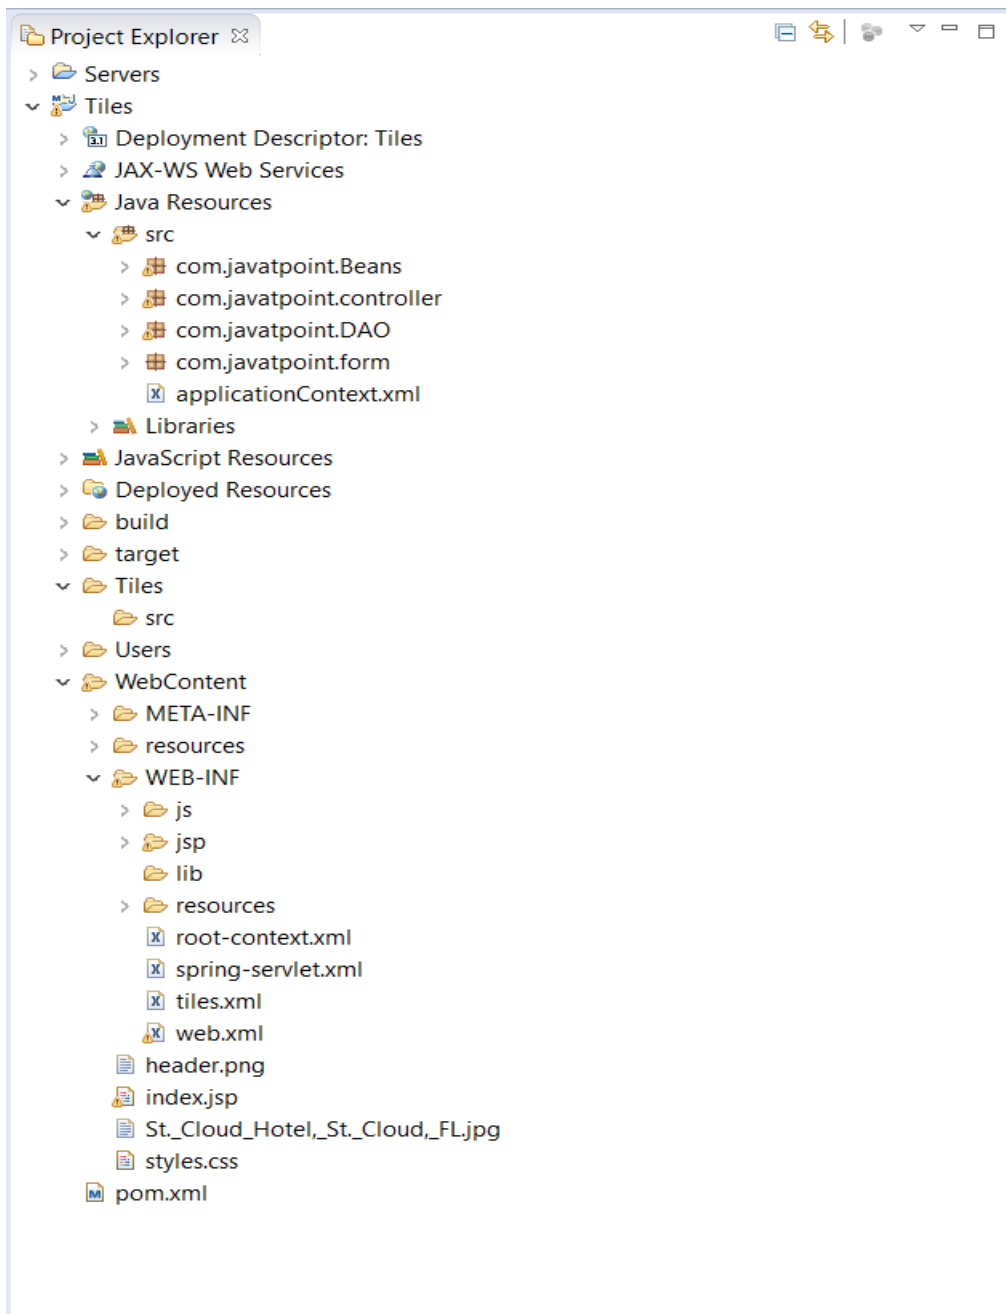 Project Explorer
Servers
Tiles
3.1 Deployment Descriptor: Tiles
JAX-WS Web Services
Java Resources
src
com.javatpoint.Beans
com.javatpoint.controller
com.javatpoint.DAO
com.javatpoint.form
applicationContext.xml
Libraries
JavaScript Resources
Deployed Resources
build
target
Tiles
src
Users
WebContent
META-INF
resources
WEB-INF
js
jsp
lib
resources
root-context.xml
spring-servlet.xml
tiles.xml
web.xml
header.png
index.jsp
St._Cloud_Hotel,_St._Cloud,_FL.jpg
styles.css
pom.xml